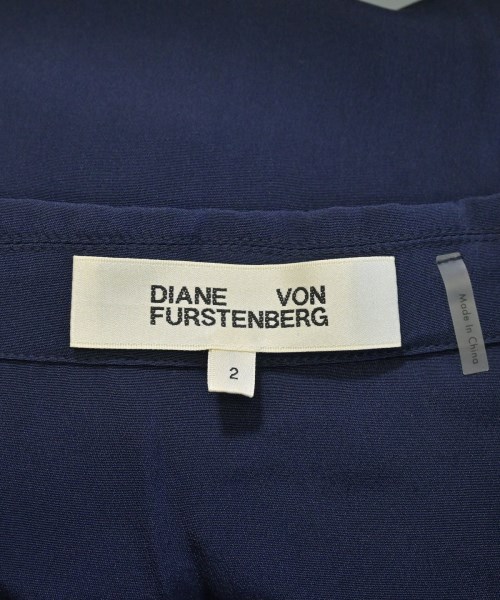 DIANE VON
FURSTENBERG
2
Made in China